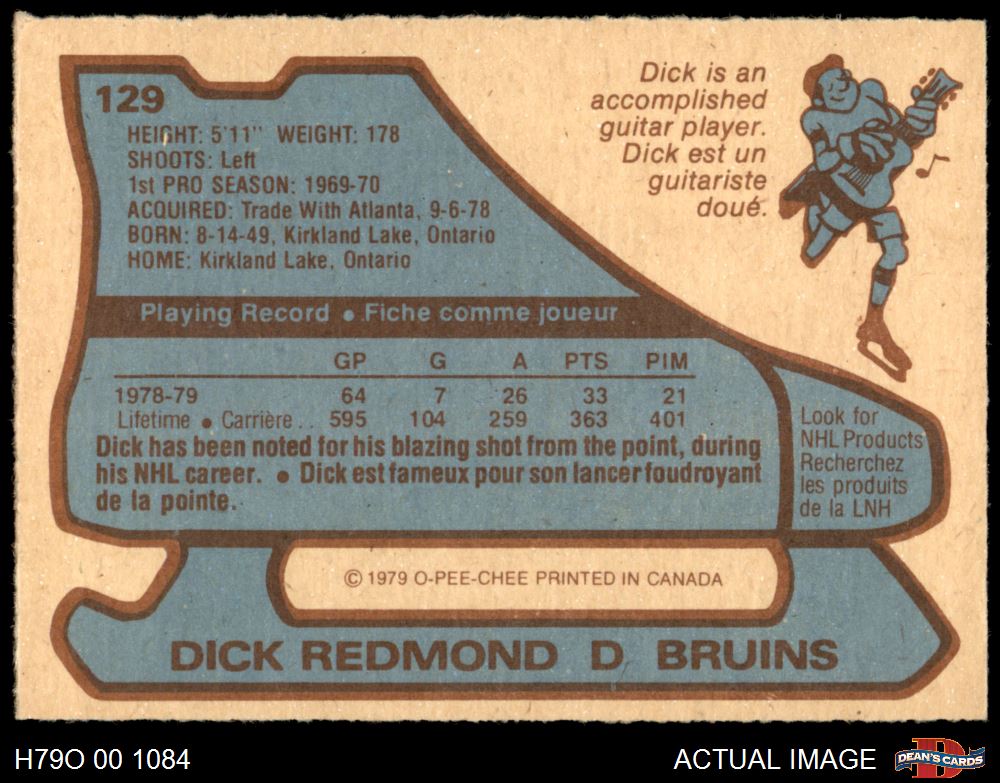 129
HEIGHT: 5'11" WEIGHT: 178
SHOOTS: Left
1st PRO SEASON: 1969-70
ACQUIRED: Trade With Atlanta, 9-6-78
BORN: 8-14-49, Kirkland Lake, Ontario
HOME: Kirkland Lake, Ontario
Dick is an
accomplished
guitar player.
Dick est un
guitariste
doué.
Playing Record • Fiche comme joueur
GP G A PTS PIM
1978-79 64 7 26 33 21
Lifetime • Carrière . . 595 104 259 363 401
Dick has been noted for his blazing shot from the point, during
his NHL career. • Dick est fameux pour son lancer foudroyant
de la pointe.
Look for
NHL Products
Recherchez
les produits
de la LNH
© 1979 O-PEE-CHEE PRINTED IN CANADA
DICK REDMOND D BRUINS
H79O 00 1084
ACTUAL IMAGE
D
DEAN'S CARDS